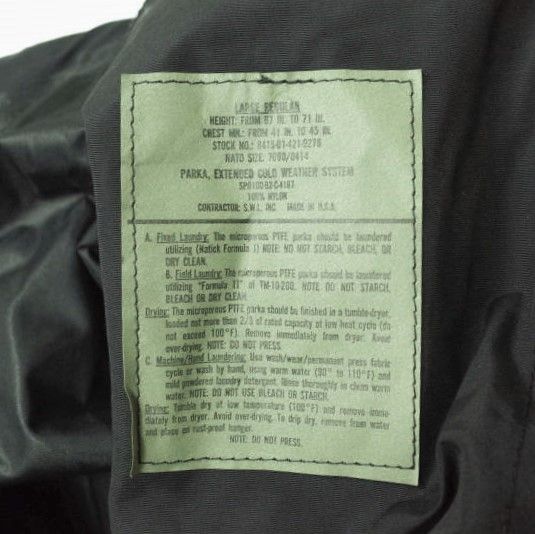 LARGE REGULAR
HEIGHT: FROM 67 IN. TO 71 IN.
CHEST MIN.: FROM 41 IN. TO 45 IN.
STOCK NO.: 8415-01-421-
NATO SIZE: 7080/0414
PARKA, EXTENDED COLD WEATHER SYSTEM
100% NYLON
CONTRACTOR: S.W.I., INC. MADE IN U.S.A.
A. Fixed Laundry: The microporous PTFE parka should be laundered
utilizing (Natick Formula I) NOTE: NO NOT STARCH, BLEACH, OR
DRY CLEAN.
B. Field Laundry: The microporous PTFE parka should be laundered
utilizing "Formula II" of TM-10-280. NOTE DO NOT STARCH,
BLEACH OR DRY CLEAN.
Drying: The microporous PTFE parka should be finished in a tumble-dryer,
loaded not more than 2/3 of rated capacity of low heat cycle (do
not exceed 100°F). Remove immediately from dryer. Avoid
over-drying. NOTE: DO NOT PRESS.
C. Machine/Hand Laundering: Use wash/wear/permanent press fabric
cycle or wash by hand, using warm water (90° to 110°F) and
mild powdered laundry detergent. Rinse thoroughly in clean warm
water. NOTE: DO NOT USE BLEACH OR STARCH.
Drying: Tumble dry at low temperature (100°F) and remove imme-
diately from dryer. Avoid over-drying. To drip dry, remove from water
and place on rust-proof hanger.
NOTE: DO NOT PRESS.